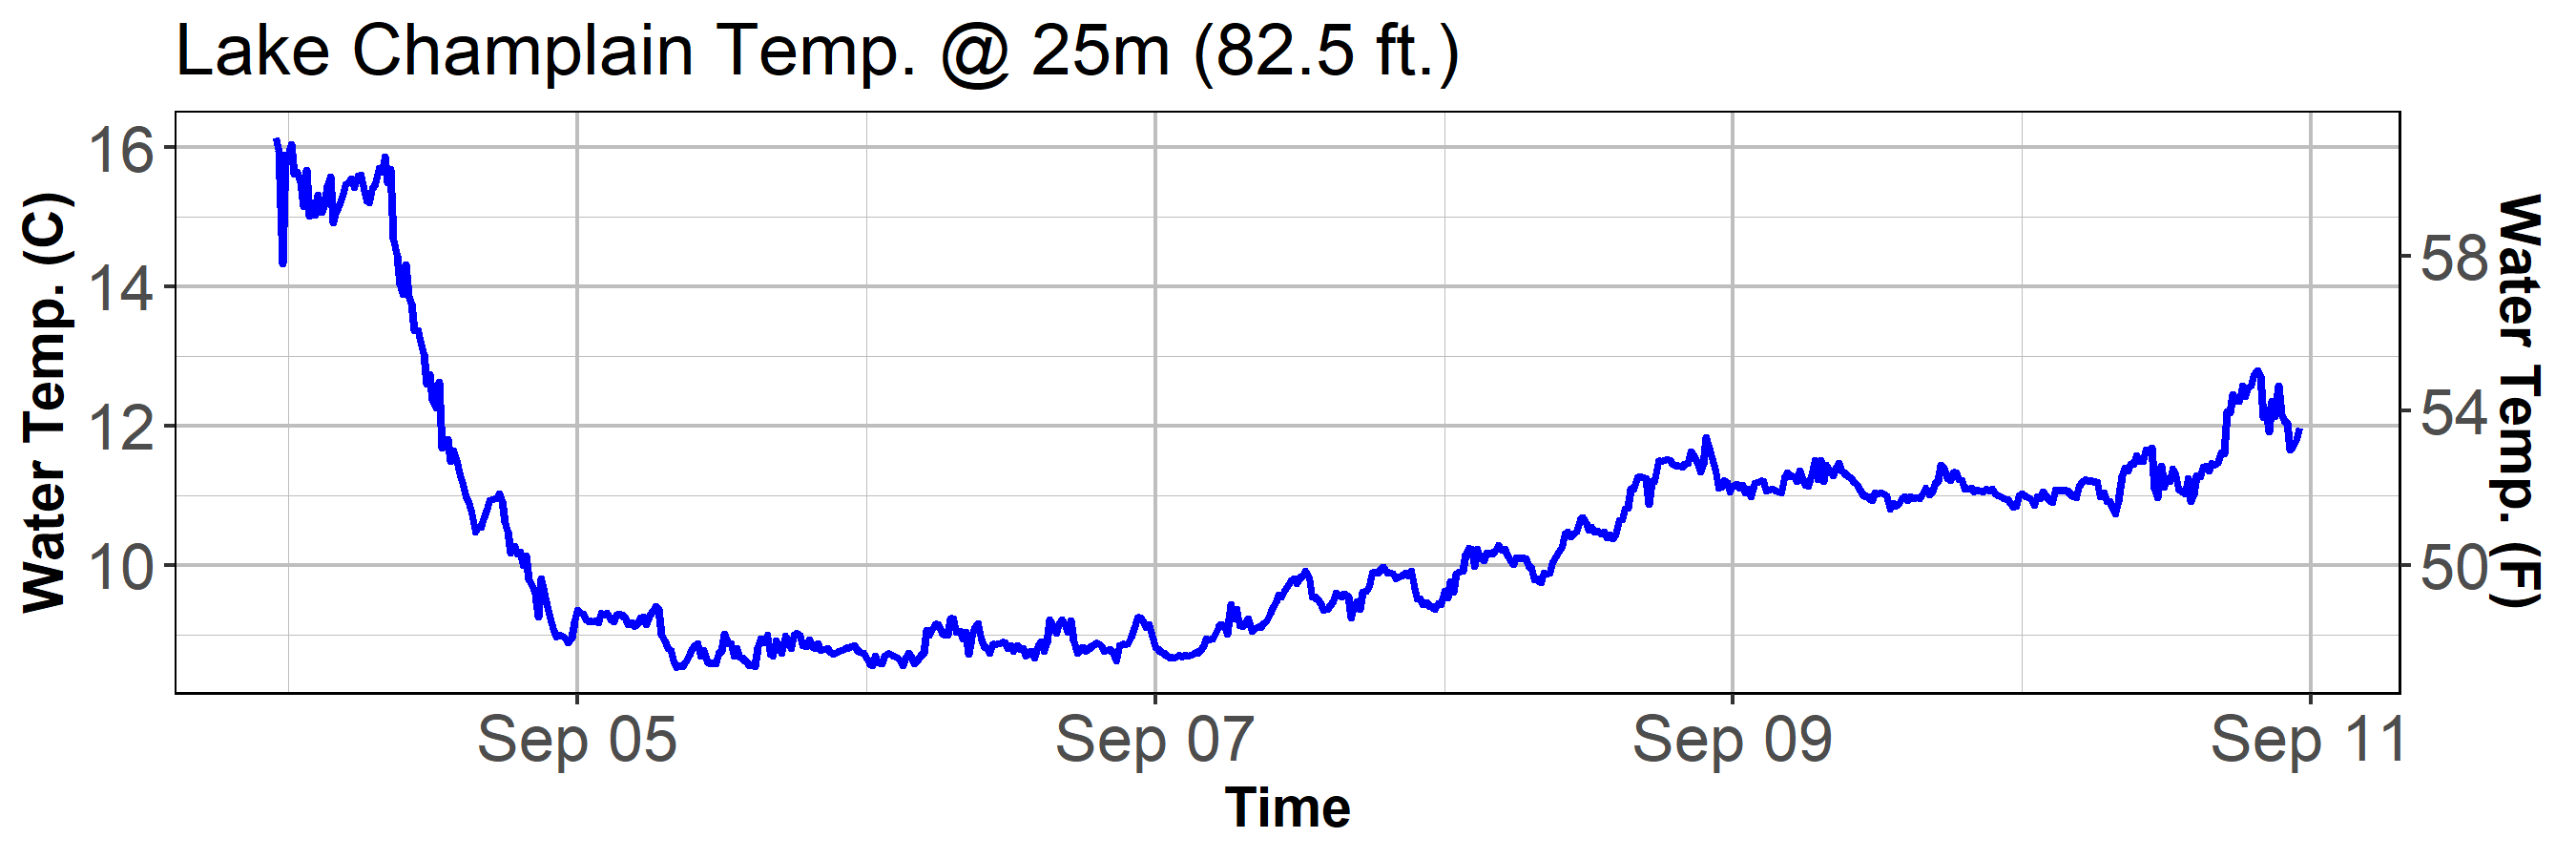 Lake Champlain Temp. @ 25m (82.5 ft.)
Water Temp. (C)
16
14
12
10
58
54
50
Water Temp. (F)
Sep 05 Sep 07 Sep 09 Sep 11
Time